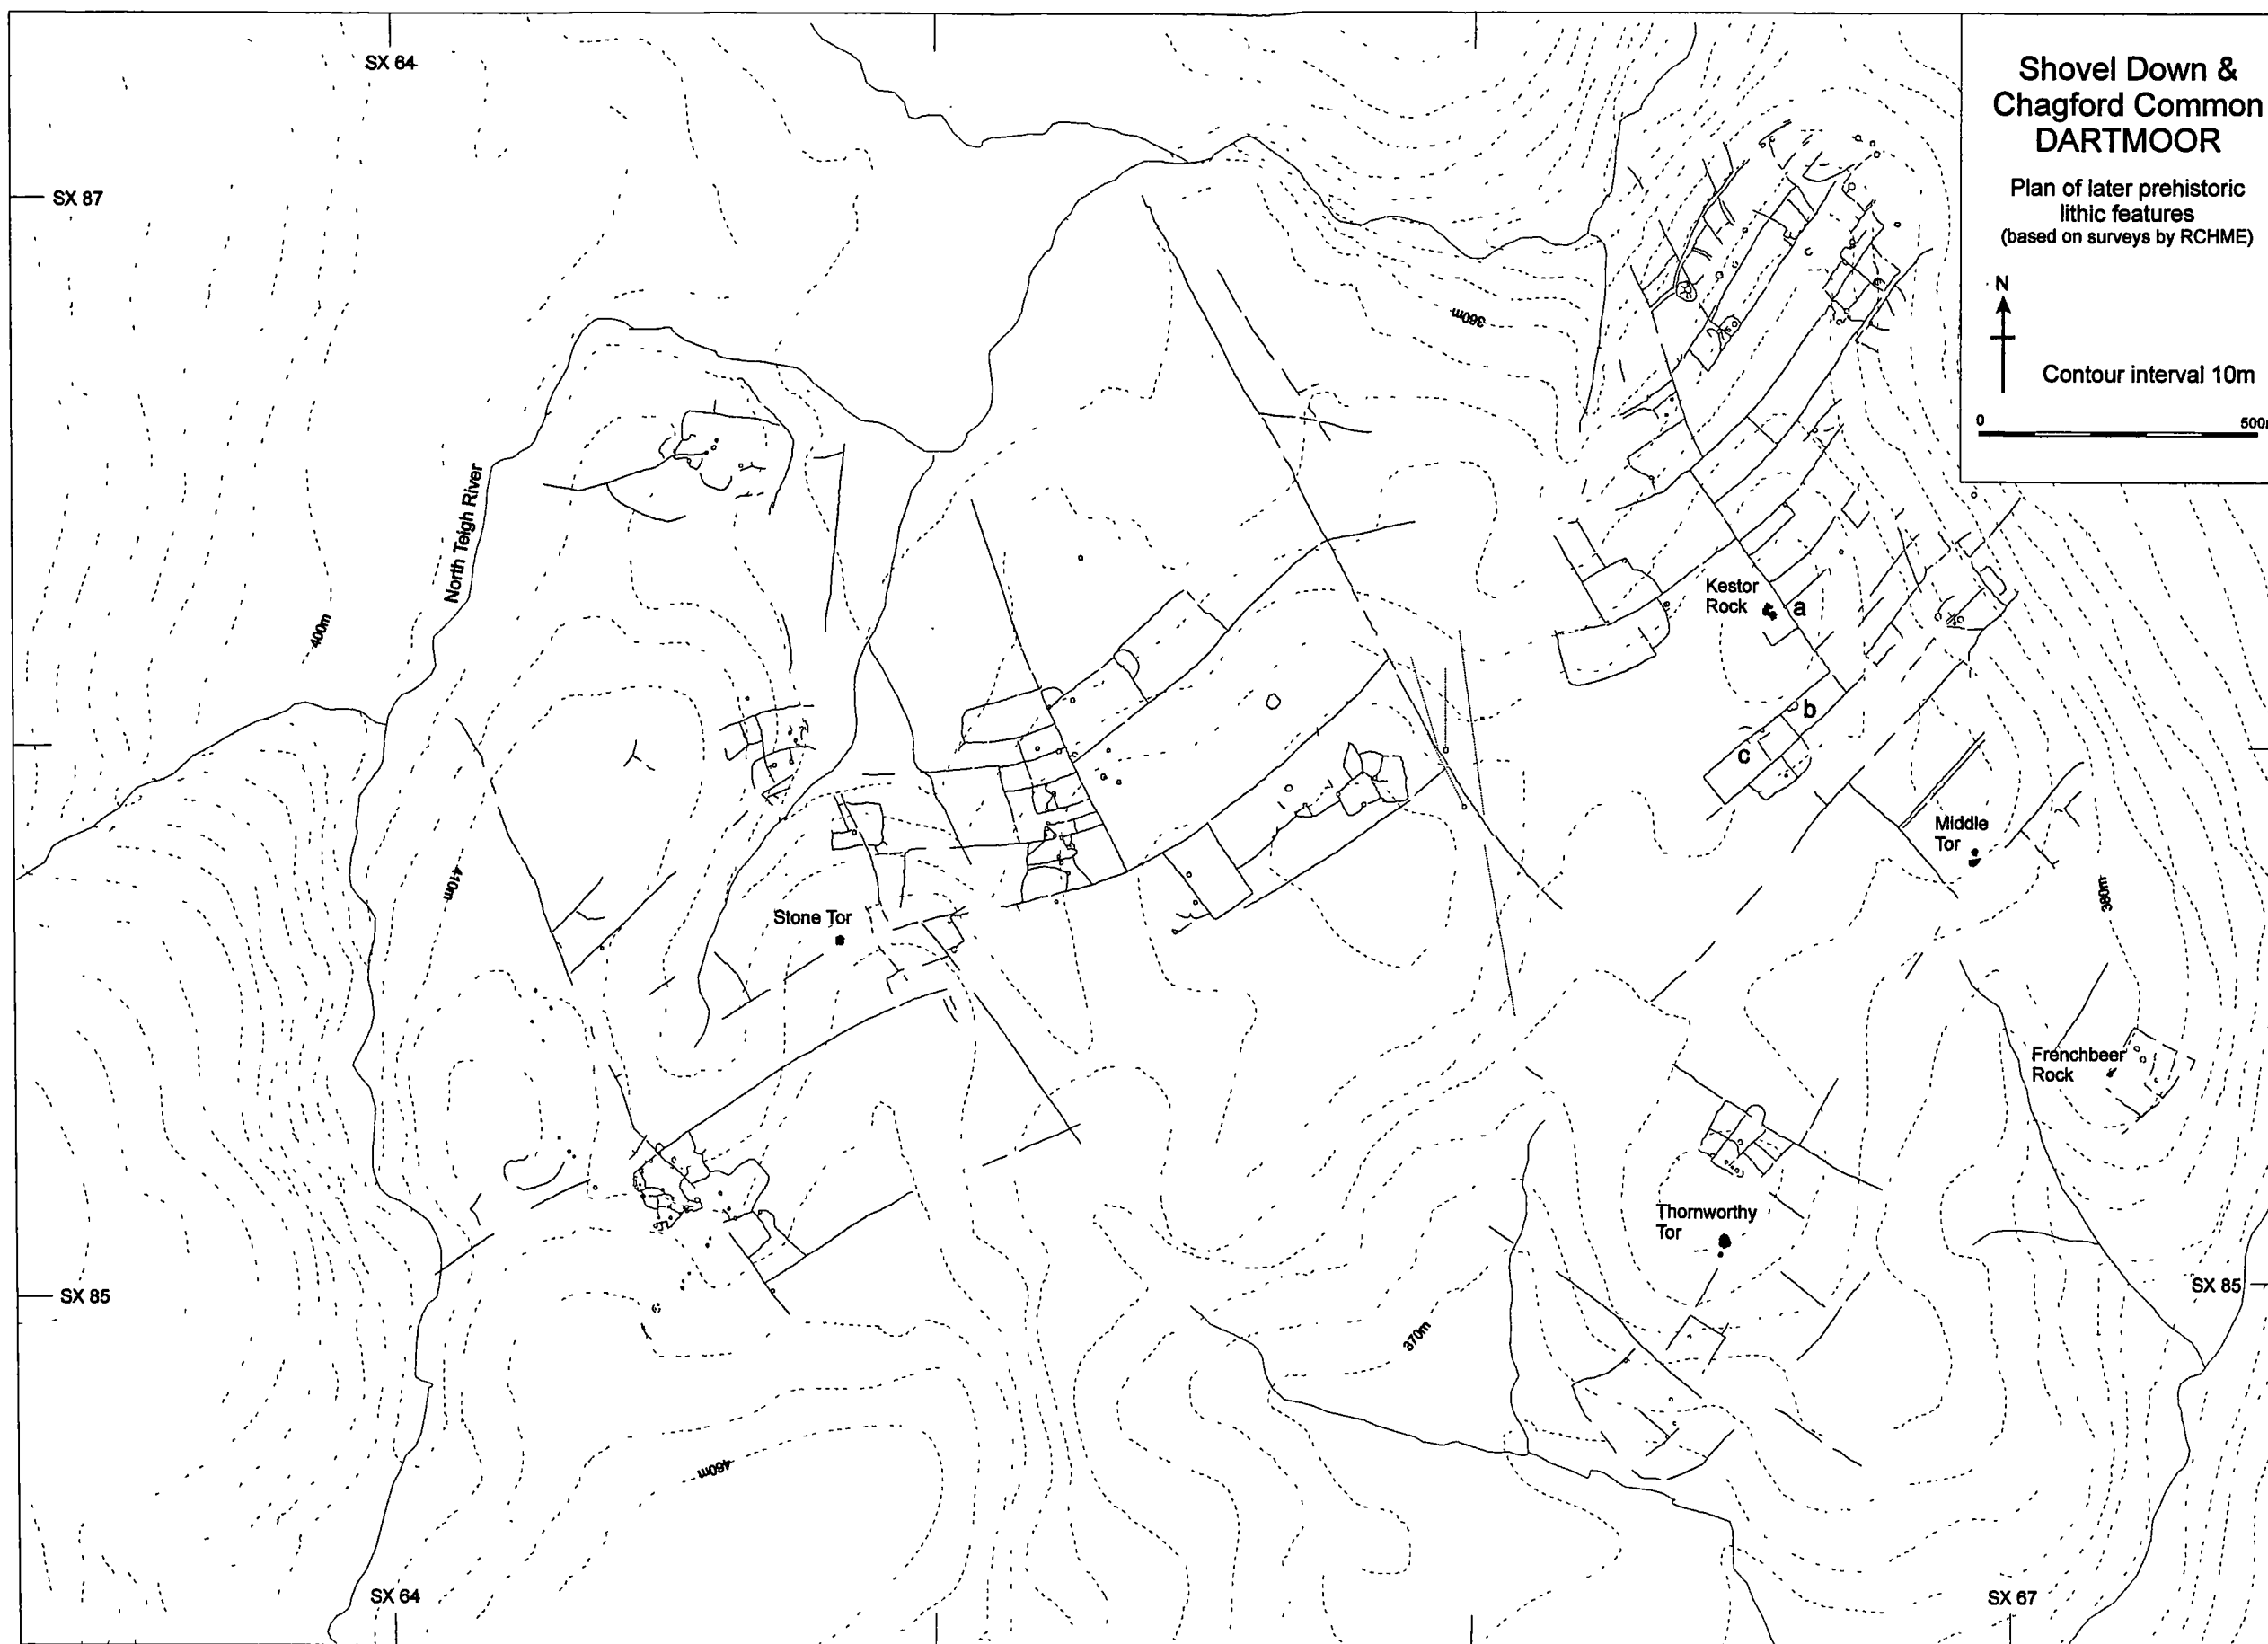 SX 64
Shovel Down &
Chagford Common
DARTMOOR
Plan of later prehistoric
lithic features
(based on surveys by RCHME)
N
Contour interval 10m
0 500m
SX 87
360m
North Teigh River
400m
Kestor
Rock
a
b
c
Middle
Tor
410m
380m
Stone Tor
Frenchbeer
Rock
Thornworthy
Tor
SX 85
SX 85
370m
460m
SX 64
SX 67